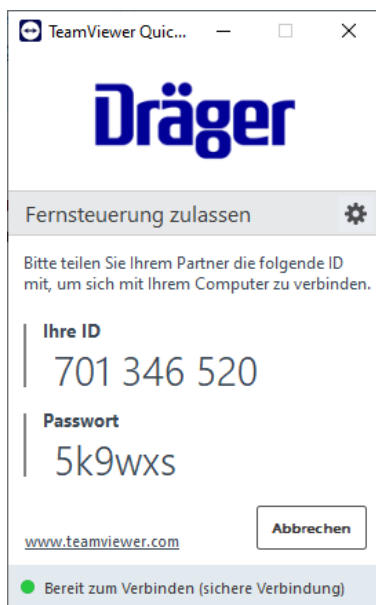 TeamViewer Quic...
Dräger
Fernsteuerung zulassen
Bitte teilen Sie Ihrem Partner die folgende ID
mit, um sich mit Ihrem Computer zu verbinden.
Ihre ID
701 346 520
Passwort
5k9wxs
Abbrechen
www.teamviewer.com
Bereit zum Verbinden (sichere Verbindung)